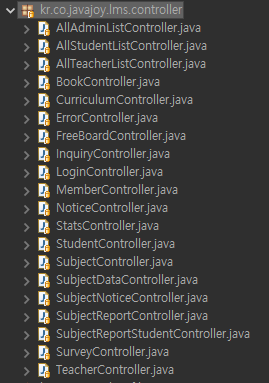 kr.co.javajoy.lms.controller
AllAdminListController.java
AllStudentListController.java
AllTeacherListController.java
BookController.java
CurriculumController.java
ErrorController.java
FreeBoardController.java
InquiryController.java
LoginController.java
MemberController.java
NoticeController.java
StatsController.java
StudentController.java
SubjectController.java
SubjectDataController.java
SubjectNoticeController.java
SubjectReportController.java
SubjectReportStudentController.java
SurveyController.java
TeacherController.java